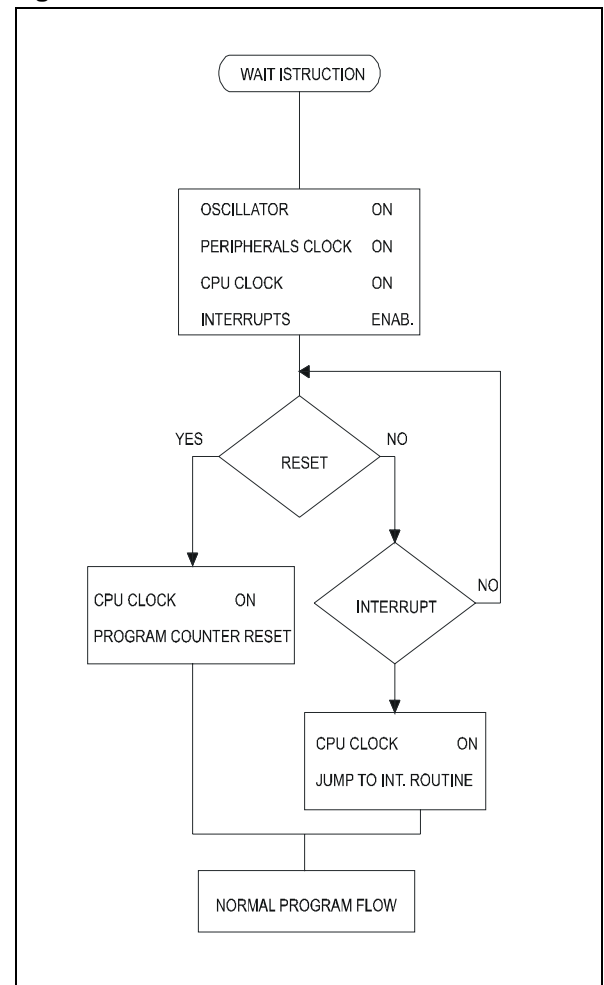 WAIT ISTRUCTION
OSCILLATOR ON
PERIPHERALS CLOCK ON
CPU CLOCK ON
INTERRUPTS ENAB.
YES
RESET
NO
CPU CLOCK ON
PROGRAM COUNTER RESET
INTERRUPT
NO
CPU CLOCK ON
JUMP TO INT. ROUTINE
NORMAL PROGRAM FLOW